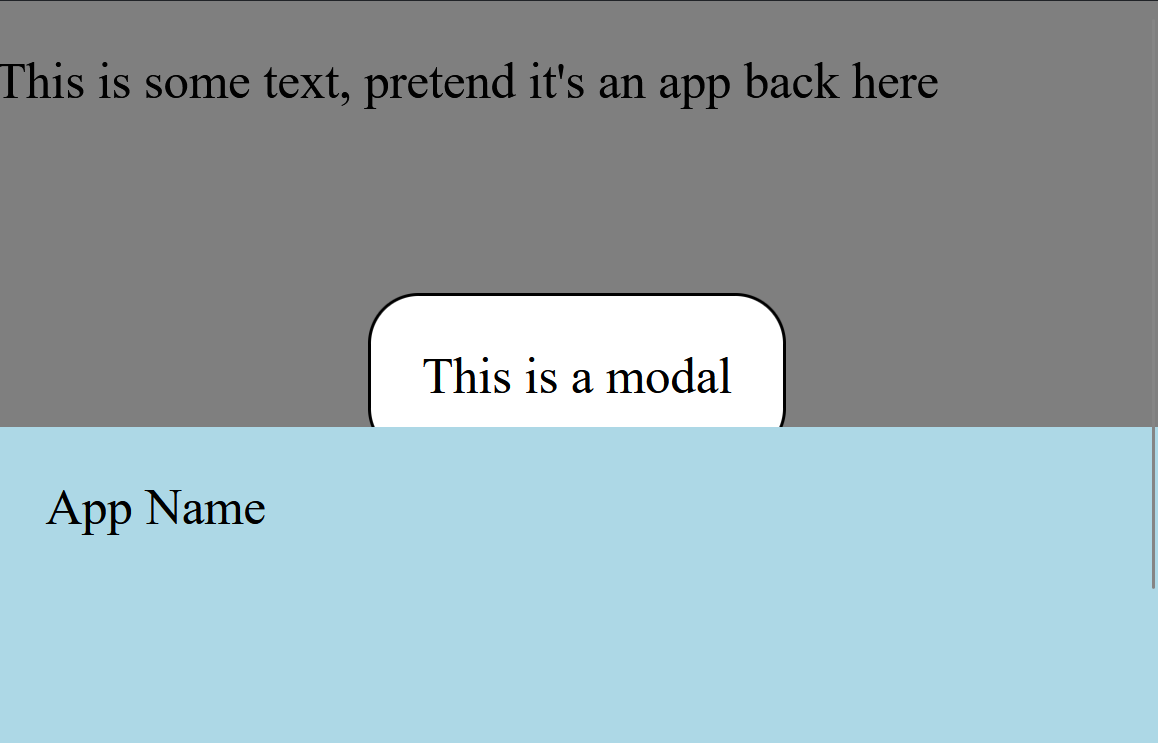 This is some text, pretend it's an app back here
This is a modal
App Name